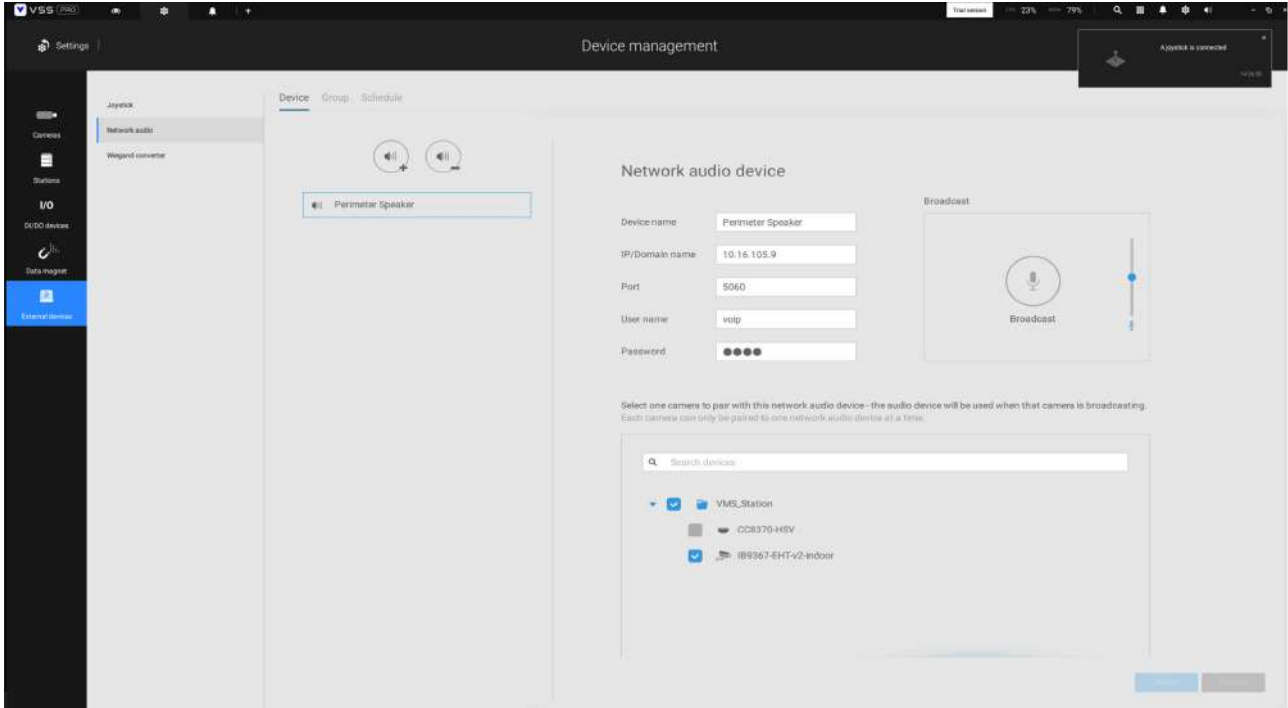 VSS PRO
Trial version 23% 79%
Settings
Device management
A joystick is connected
Cameras
Stations
I/O
DI/DO devices
Data magnet
External devices
Joystick
Network audio
Wiegand converter
Device Group Schedule
Perimeter Speaker
Network audio device
Device name Perimeter Speaker
IP/Domain name 10.16.105.9
Port 5060
User name voip
Password ●●●●
Broadcast
Broadcast
Select one camera to pair with this network audio device–the audio device will be used when that camera is broadcasting.
Each camera can only be paired to one network audio device at a time.
Search devices
VMS_Station
CC8370-HSV
IB9367-EHT-v2-indoor